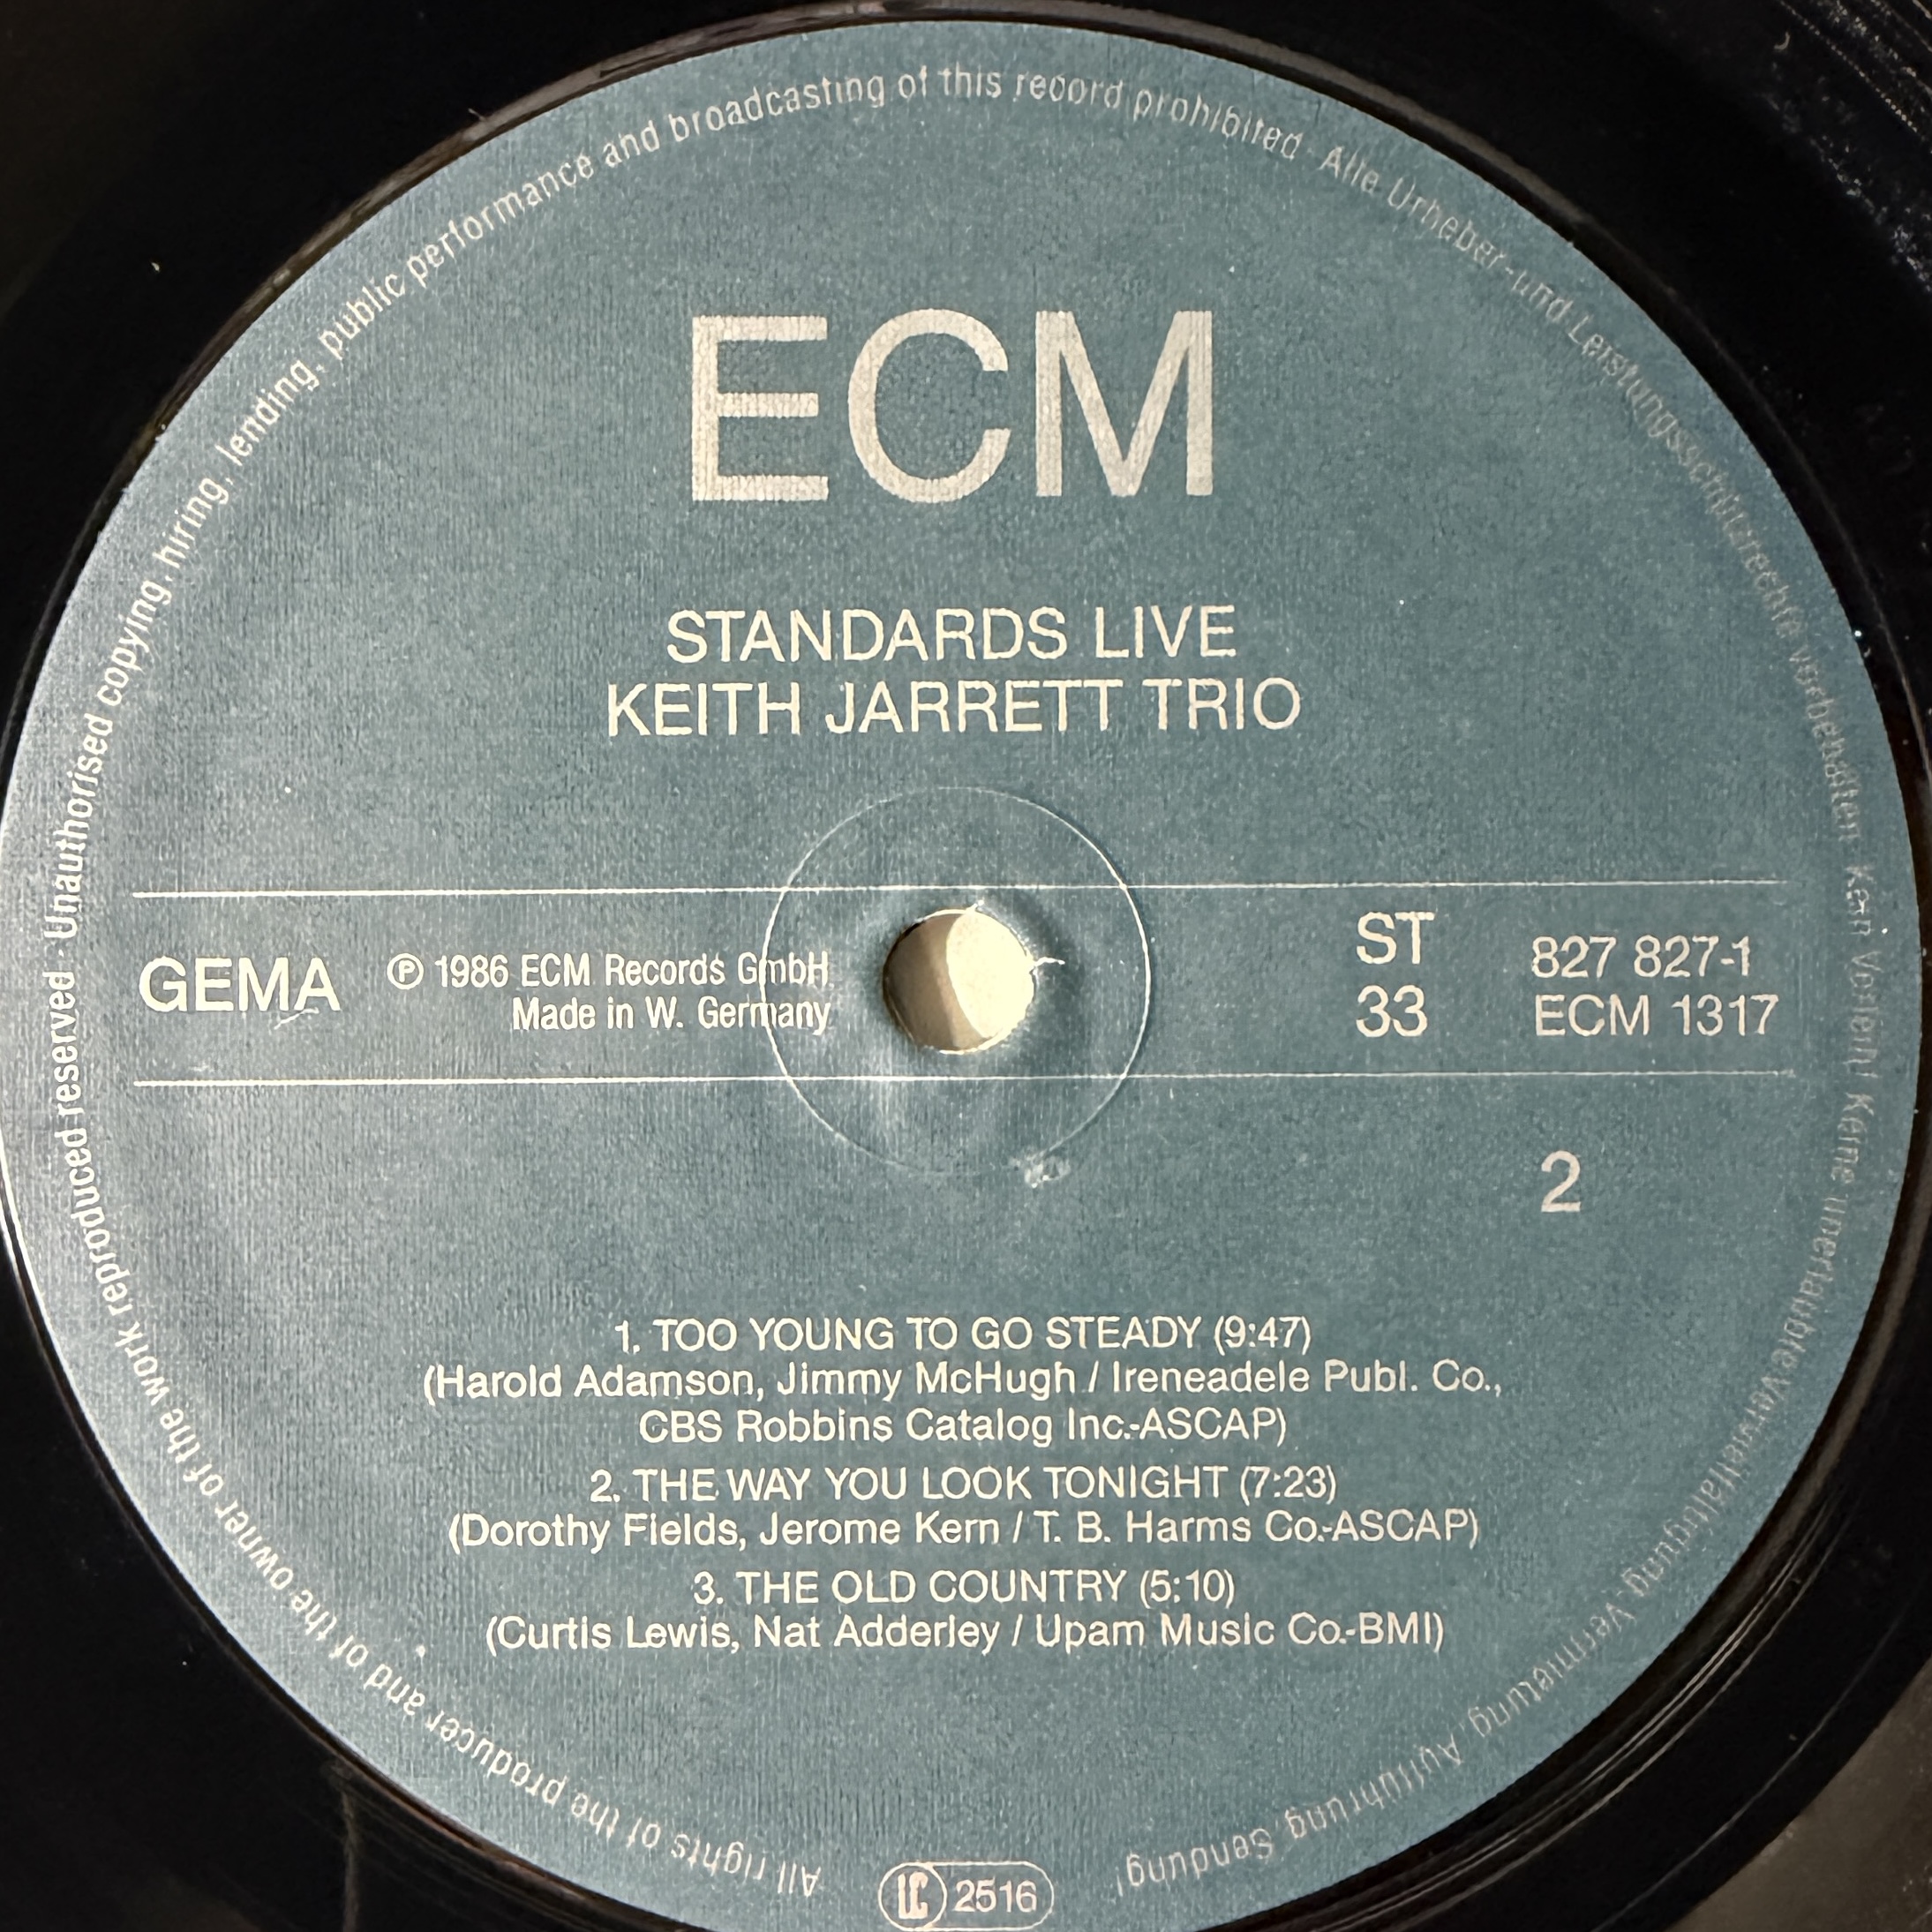 All rights of the producer and of the owner of the work reproduced reserved · Unauthorised copying, hiring, lending, public performance and broadcasting of this record prohibited · Alle Urheber- und Leistungsschutzrechte vorbehalten · Kein Verleih! Keine unerlaubte Vervielfältigung, Vermietung, Aufführung, Sendung!
ECM
STANDARDS LIVE
KEITH JARRETT TRIO
GEMA
℗ 1986 ECM Records GmbH
Made in W. Germany
ST
33
827 827-1
ECM 1317
2
1. TOO YOUNG TO GO STEADY (9:47)
(Harold Adamson, Jimmy McHugh / Ireneadele Publ. Co.,
CBS Robbins Catalog Inc.-ASCAP)
2. THE WAY YOU LOOK TONIGHT (7:23)
(Dorothy Fields, Jerome Kern / T. B. Harms Co.-ASCAP)
3. THE OLD COUNTRY (5:10)
(Curtis Lewis, Nat Adderley / Upam Music Co.-BMI)
LC 2516